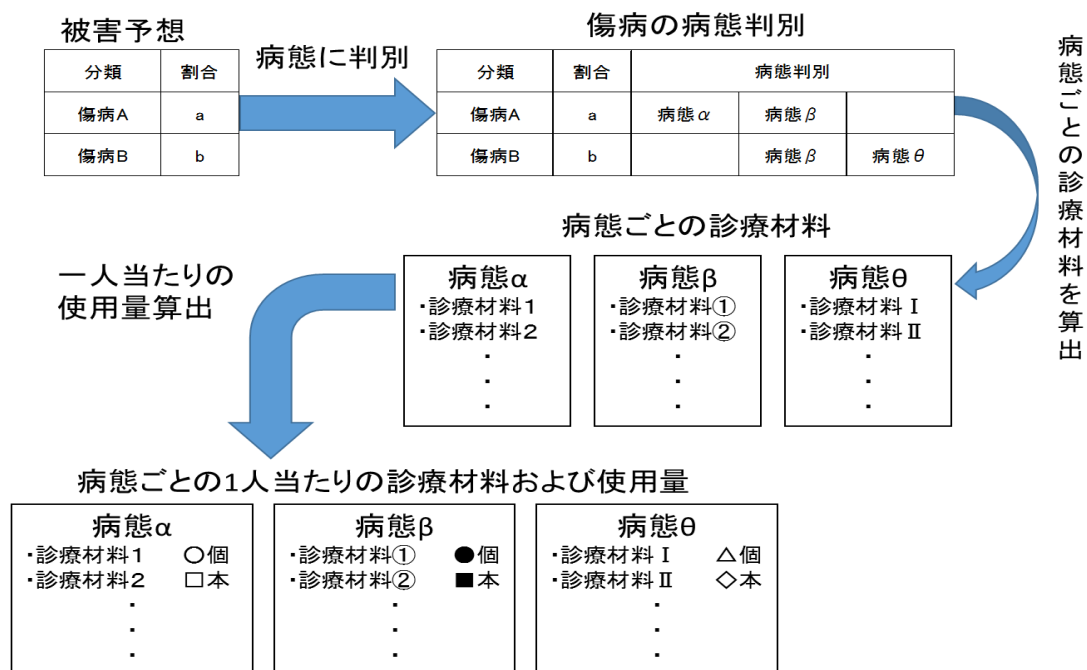 被害予想
分類 割合
傷病A a
傷病B b
病態に判別
傷病の病態判別
分類 割合 病態判別
傷病A a 病態α 病態β
傷病B b 病態β 病態θ
病態ごとの診療材料を算出
病態ごとの診療材料
病態α
・診療材料1
・診療材料2
・
・
・
病態β
・診療材料①
・診療材料②
・
・
・
病態θ
・診療材料Ⅰ
・診療材料Ⅱ
・
・
・
一人当たりの
使用量算出
病態ごとの1人当たりの診療材料および使用量
病態α
・診療材料1 ○個
・診療材料2 □本
・
・
・
病態β
・診療材料① ●個
・診療材料② ■本
・
・
・
病態θ
・診療材料Ⅰ △個
・診療材料Ⅱ ◇本
・
・
・